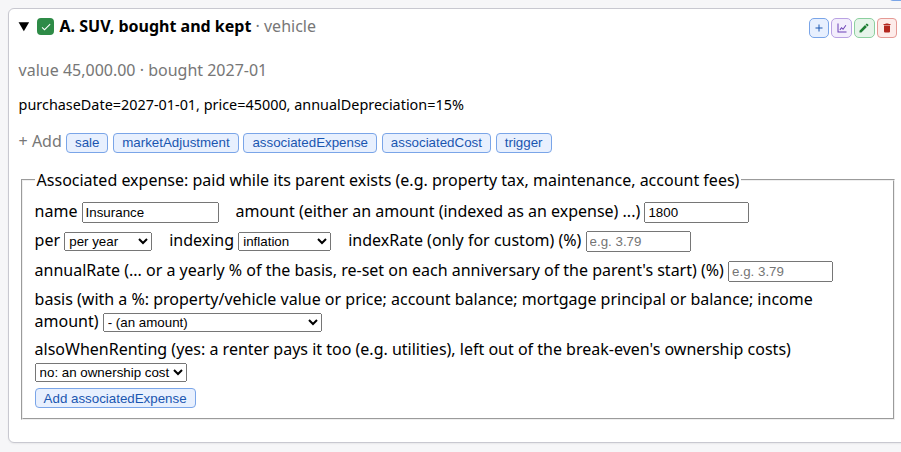 ▼ ✅ A. SUV, bought and kept · vehicle
value 45,000.00 · bought 2027-01
purchaseDate=2027-01-01, price=45000, annualDepreciation=15%
+ Add sale marketAdjustment associatedExpense associatedCost trigger
Associated expense: paid while its parent exists (e.g. property tax, maintenance, account fees)
name Insurance amount (either an amount (indexed as an expense) ...) 1800
per per year indexing inflation indexRate (only for custom) (%) e.g. 3.79
annualRate (... or a yearly % of the basis, re-set on each anniversary of the parent's start) (%) e.g. 3.79
basis (with a %: property/vehicle value or price; account balance; mortgage principal or balance; income
amount) - (an amount)
alsoWhenRenting (yes: a renter pays it too (e.g. utilities), left out of the break-even's ownership costs)
no: an ownership cost
Add associatedExpense